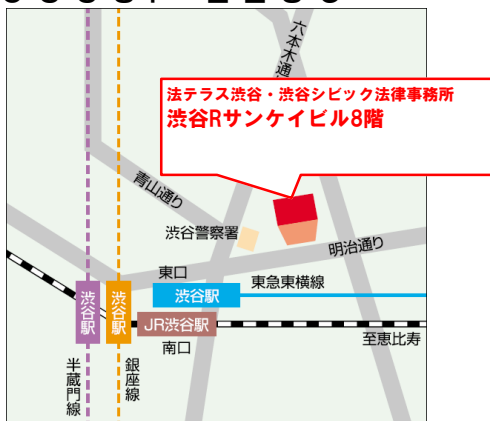 六本木通
法テラス渋谷・渋谷シビック法律事務所
渋谷Rサンケイビル8階
青山通り
渋谷警察署
明治通り
東口
東急東横線
渋谷駅
渋谷駅
渋谷駅
JR渋谷駅
南口
至恵比寿
半蔵門線
銀座線